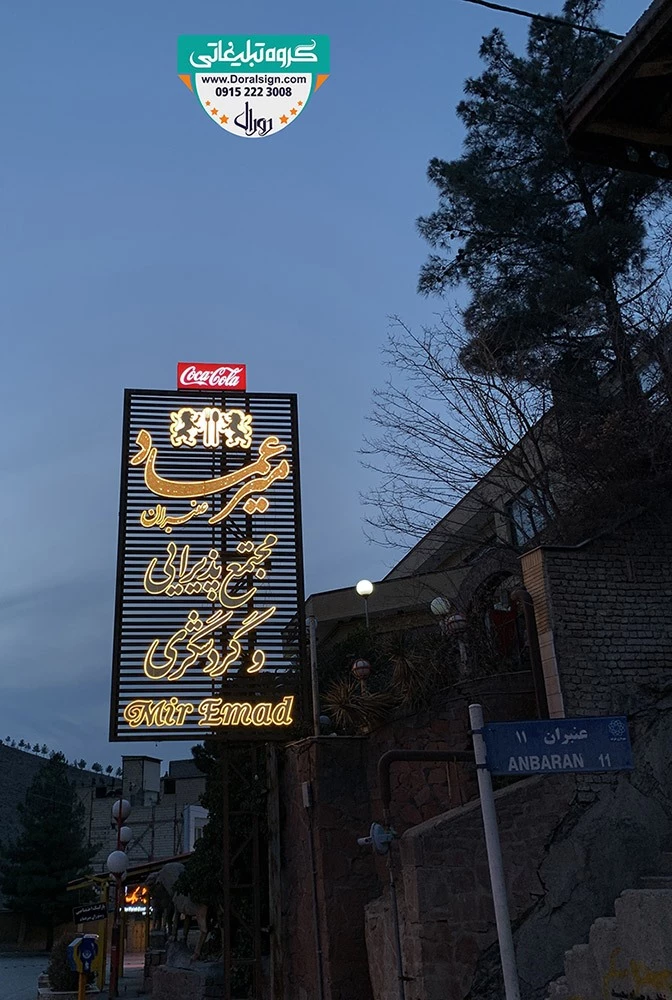 گروه تبلیغاتی
www.Doralsign.com
0915 222 3008
دورال
Coca-Cola
میرعماد
عنبران
مجتمع پذیرایی
و گردشگری
Mir Emad
عنبران ۱۱
ANBARAN 11